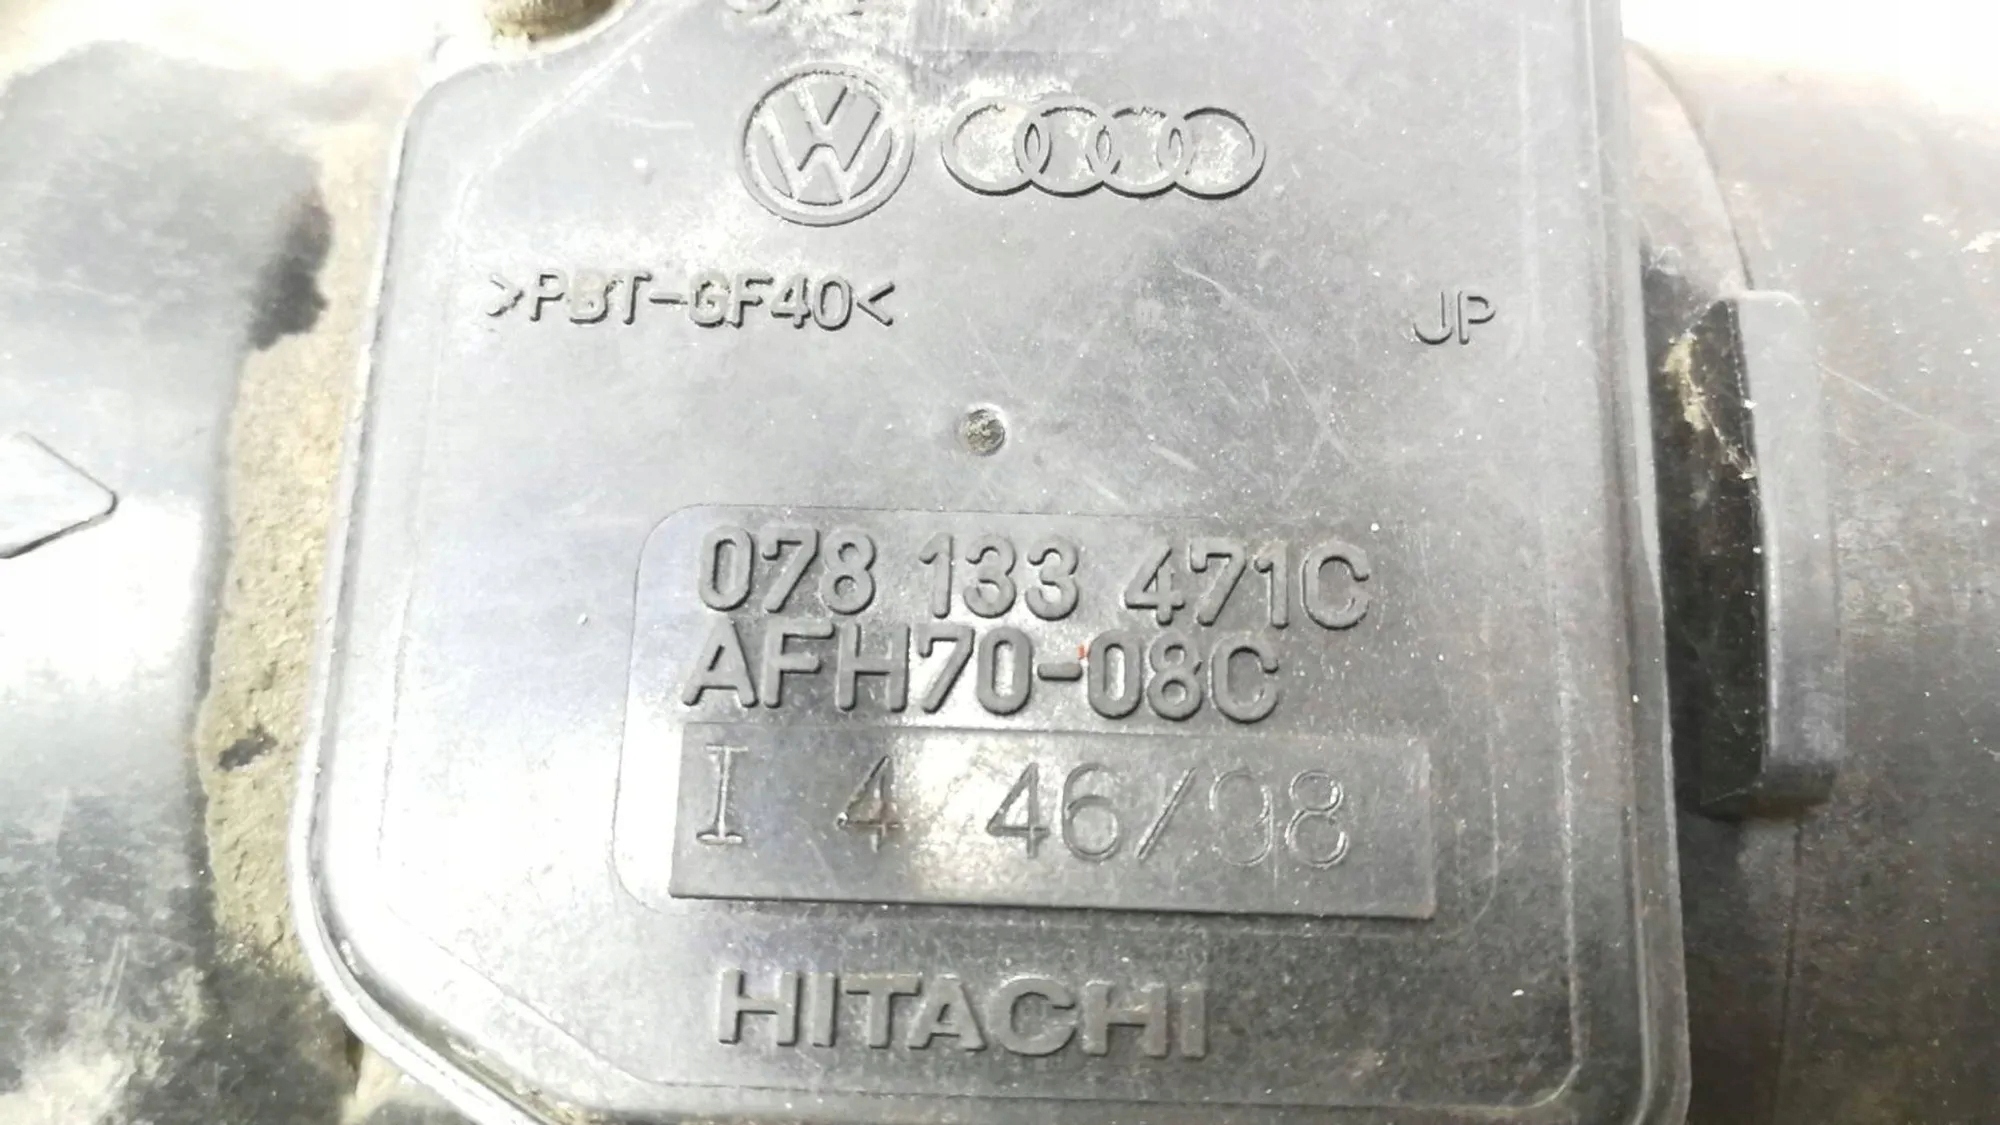 >PBT-GF40< JP
078 133 471C
AFH70-08C
I 4 46/98
HITACHI